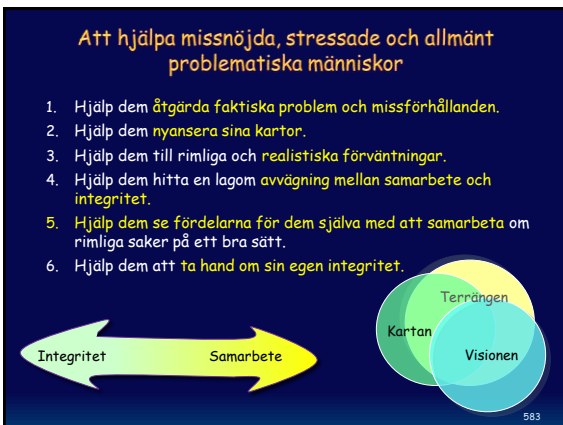 Att hjälpa missnöjda, stressade och allmänt
problematiska människor
1. Hjälp dem åtgärda faktiska problem och missförhållanden.
2. Hjälp dem nyansera sina kartor.
3. Hjälp dem till rimliga och realistiska förväntningar.
4. Hjälp dem hitta en lagom avvägning mellan samarbete och
integritet.
5. Hjälp dem se fördelarna för dem själva med att samarbeta om
rimliga saker på ett bra sätt.
6. Hjälp dem att ta hand om sin egen integritet.
Terrängen
Kartan
Visionen
Integritet
Samarbete
583